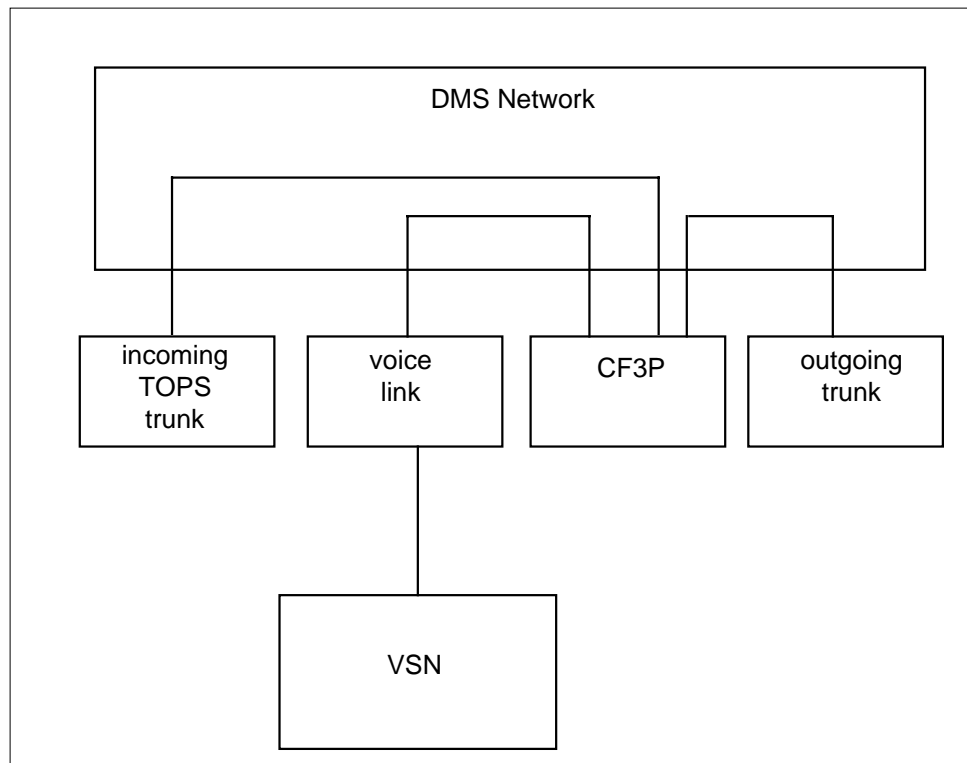 DMS Network
incoming
TOPS
trunk
voice
link
CF3P
outgoing
trunk
VSN